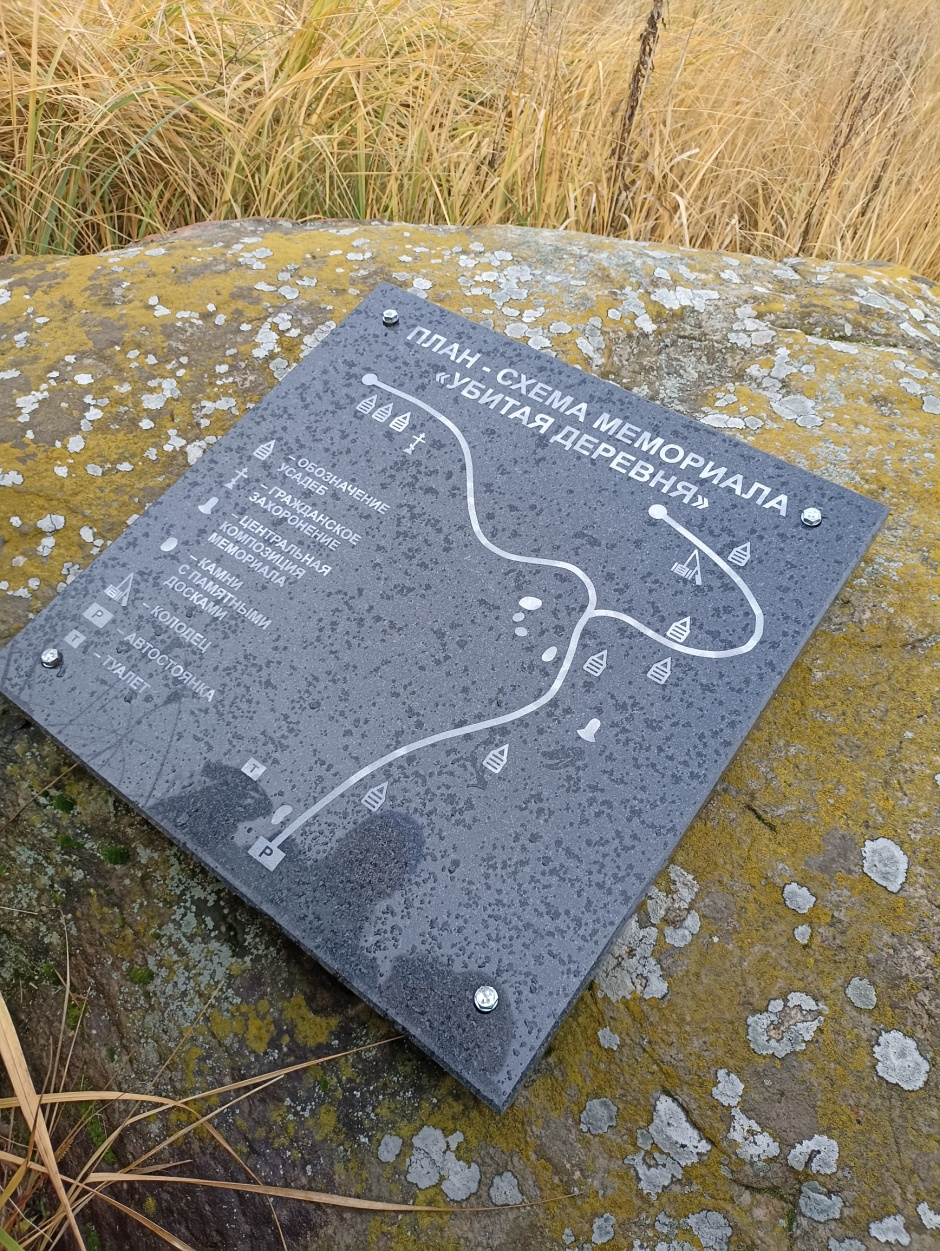 ПЛАН - СХЕМА МЕМОРИАЛА
«УБИТАЯ ДЕРЕВНЯ»
– ОБОЗНАЧЕНИЕ
УСАДЕБ
– ГРАЖДАНСКОЕ
ЗАХОРОНЕНИЕ
– ЦЕНТРАЛЬНАЯ
КОМПОЗИЦИЯ
МЕМОРИАЛА
– КАМНИ
С ПАМЯТНЫМИ
ДОСКАМИ
– КОЛОДЕЦ
Р – АВТОСТОЯНКА
Т – ТУАЛЕТ
Т
Р